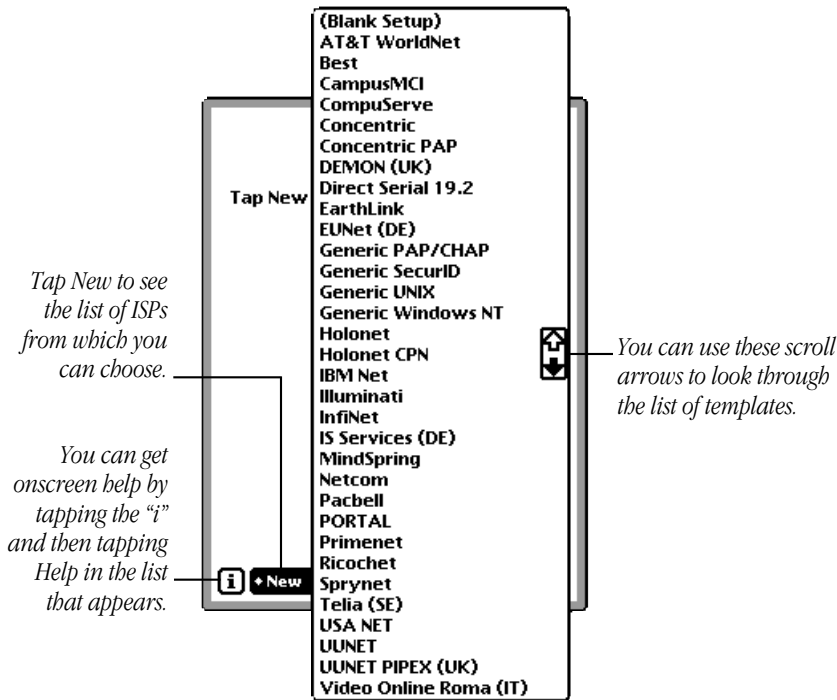 (Blank Setup)
AT&T WorldNet
Best
CampusMCI
CompuServe
Concentric
Concentric PAP
DEMON (UK)
Direct Serial 19.2
EarthLink
EUNet (DE)
Generic PAP/CHAP
Generic SecurID
Generic UNIX
Generic Windows NT
Holonet
Holonet CPN
IBM Net
Illuminati
InfiNet
IS Services (DE)
MindSpring
Netcom
Pacbell
PORTAL
Primenet
Ricochet
Sprynet
Telia (SE)
USA NET
UUNET
UUNET PIPEX (UK)
Video Online Roma (IT)
Tap New
Tap New to see
the list of ISPs
from which you
can choose.
You can get
onscreen help by
tapping the “i”
and then tapping
Help in the list
that appears.
i
New
You can use these scroll
arrows to look through
the list of templates.